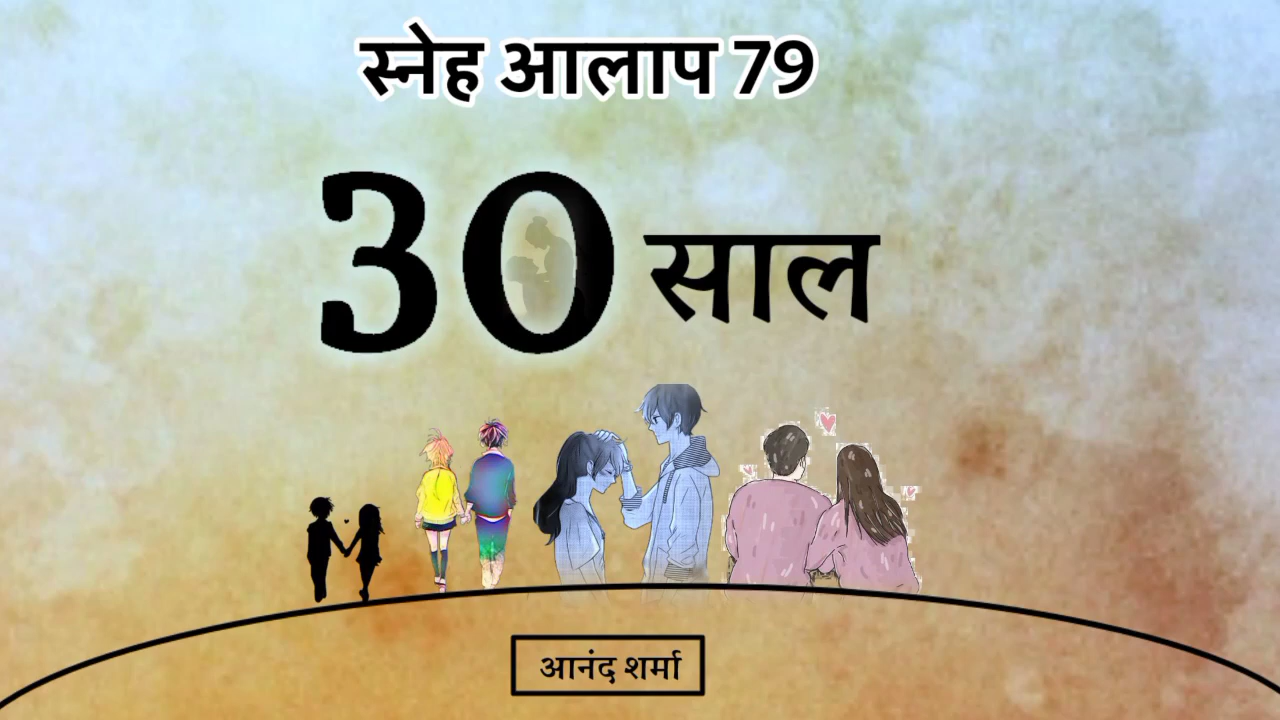 स्नेह आलाप 79
30 साल
आनंद शर्मा